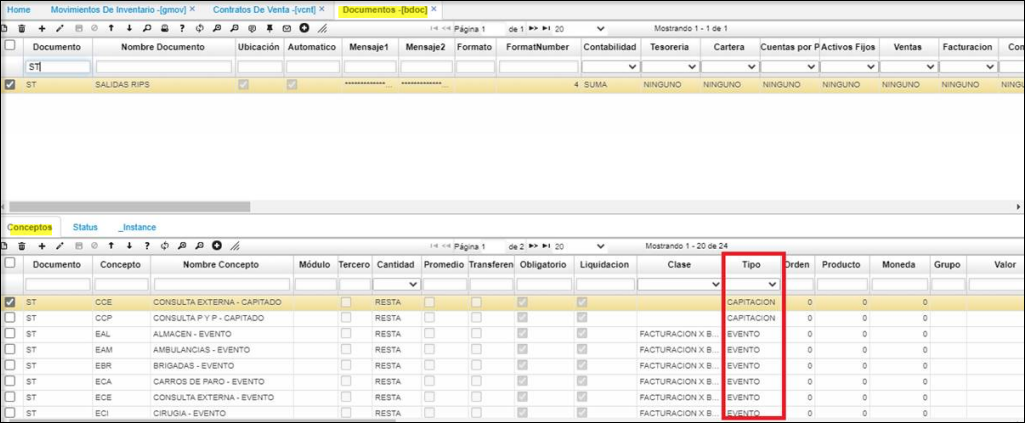 Home Movimientos De Inventario -[gmov] × Contratos De Venta -[vcnt] × Documentos -[bdoc] ×
Página 1 de 1 20 Mostrando 1 - 1 de 1
Documento Nombre Documento Ubicación Automatico Mensaje1 Mensaje2 Formato FormatNumber Contabilidad Tesoreria Cartera Cuentas por P Activos Fijos Ventas Facturacion Con
ST
ST SALIDAS RIPS 4 SUMA NINGUNO NINGUNO NINGUNO NINGUNO NINGUNO NINGUNO
Conceptos Status _Instance
Página 1 de 2 20 Mostrando 1 - 20 de 24
Documento Concepto Nombre Concepto Módulo Tercero Cantidad Promedio Transferen Obligatorio Liquidacion Clase Tipo Orden Producto Moneda Grupo Valor
ST CCE CONSULTA EXTERNA - CAPITADO RESTA CAPITACION 0 0 0
ST CCP CONSULTA P Y P - CAPITADO RESTA CAPITACION 0 0 0
ST EAL ALMACEN - EVENTO RESTA FACTURACION X B... EVENTO 0 0 0
ST EAM AMBULANCIAS - EVENTO RESTA FACTURACION X B... EVENTO 0 0 0
ST EBR BRIGADAS - EVENTO RESTA FACTURACION X B... EVENTO 0 0 0
ST ECA CARROS DE PARO - EVENTO RESTA FACTURACION X B... EVENTO 0 0 0
ST ECE CONSULTA EXTERNA - EVENTO RESTA FACTURACION X B... EVENTO 0 0 0
ST ECI CIRUGIA - EVENTO RESTA FACTURACION X B... EVENTO 0 0 0